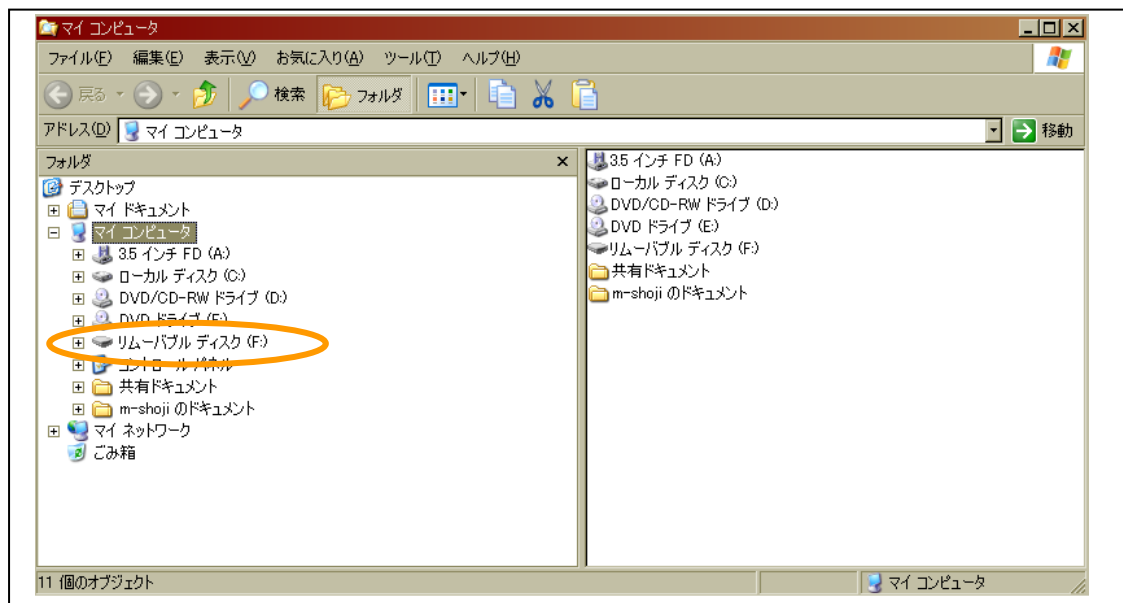 マイ コンピュータ
ファイル(F) 編集(E) 表示(V) お気に入り(A) ツール(T) ヘルプ(H)
戻る 検索 フォルダ
アドレス(D) マイ コンピュータ 移動
フォルダ
デスクトップ
マイ ドキュメント
マイ コンピュータ
3.5 インチ FD (A:)
ローカル ディスク (C:)
DVD/CD-RW ドライブ (D:)
DVD ドライブ (E:)
リムーバブル ディスク (F:)
コントロール パネル
共有ドキュメント
m-shoji のドキュメント
マイ ネットワーク
ごみ箱
3.5 インチ FD (A:)
ローカル ディスク (C:)
DVD/CD-RW ドライブ (D:)
DVD ドライブ (E:)
リムーバブル ディスク (F:)
共有ドキュメント
m-shoji のドキュメント
11 個のオブジェクト
マイ コンピュータ